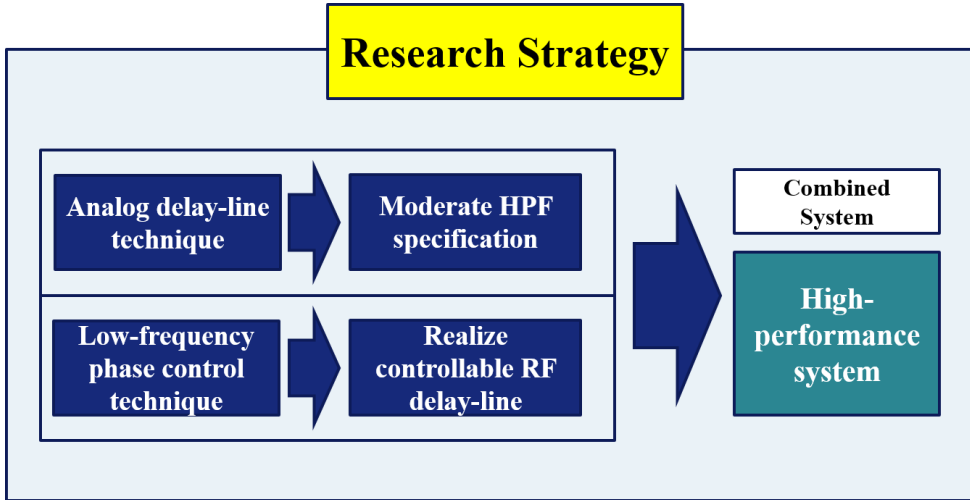 Research Strategy
Analog delay-line
technique
Moderate HPF
specification
Low-frequency
phase control
technique
Realize
controllable RF
delay-line
Combined
System
High-
performance
system